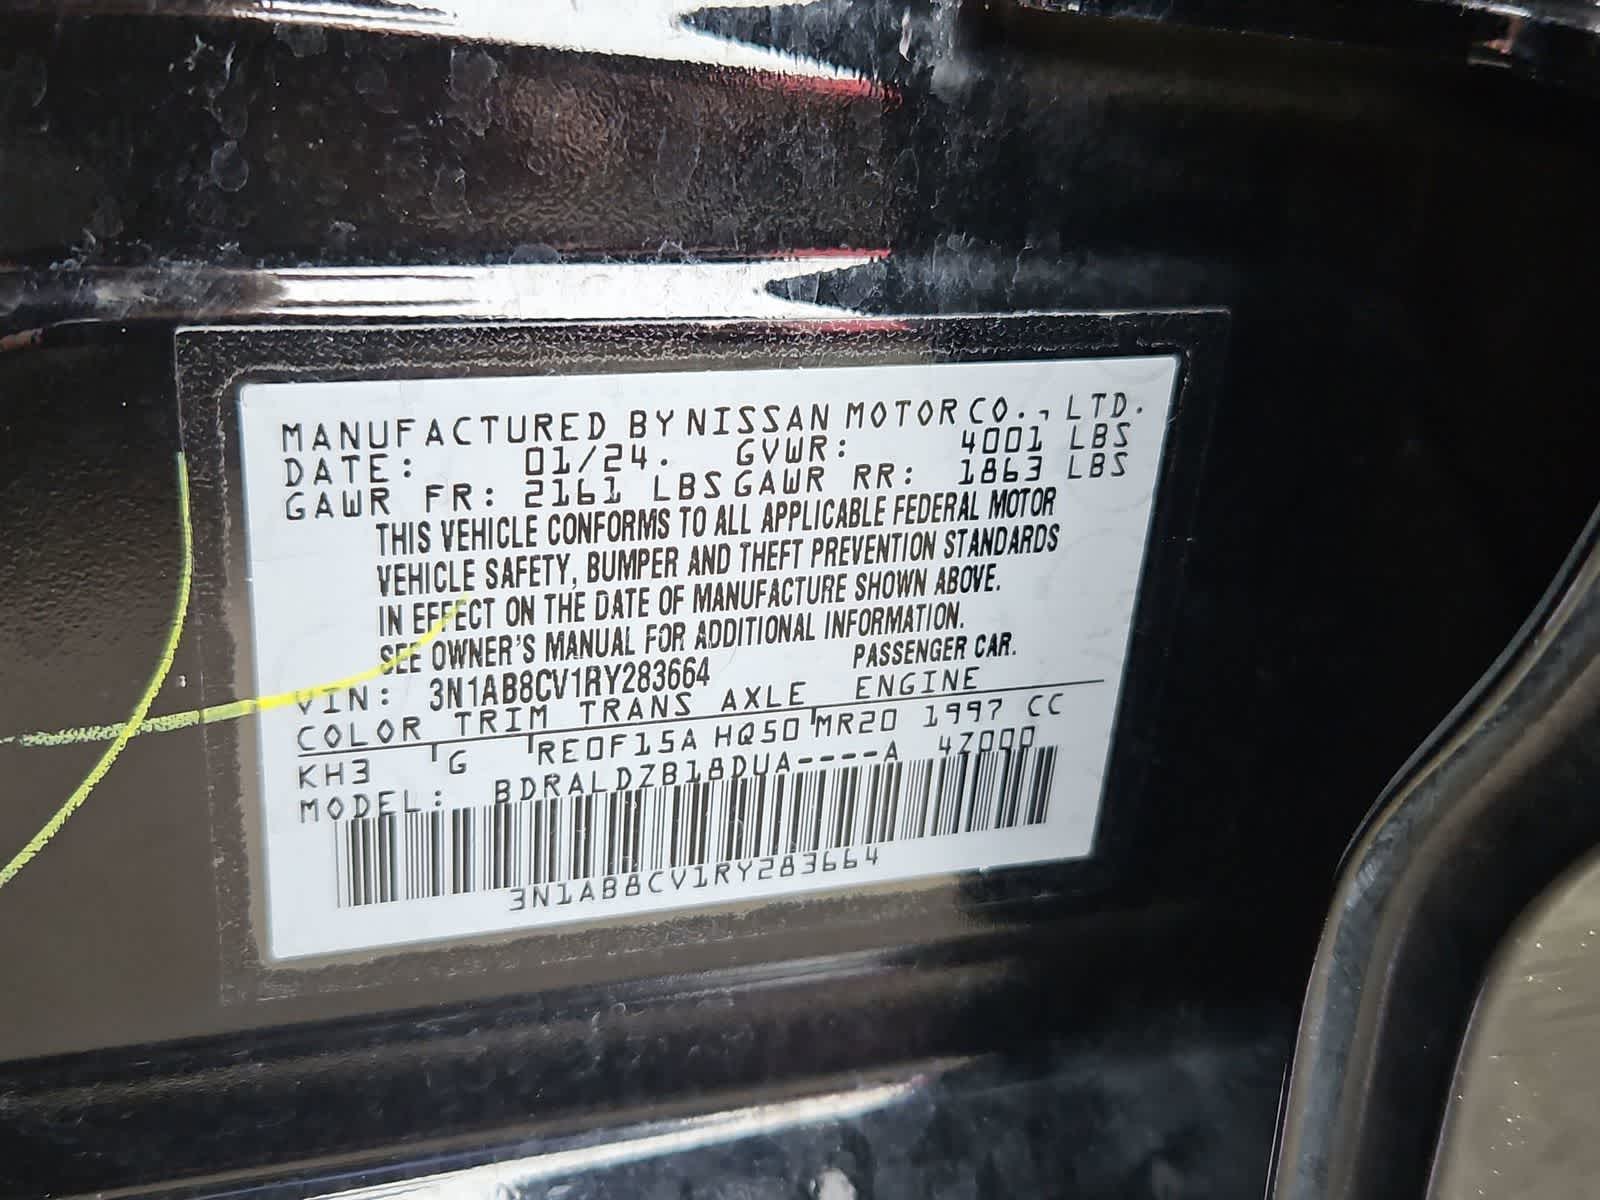 MANUFACTURED BY NISSAN MOTOR CO., LTD.
DATE: 01/24. GVWR: 4001 LBS
GAWR FR: 2161 LBS GAWR RR: 1863 LBS
THIS VEHICLE CONFORMS TO ALL APPLICABLE FEDERAL MOTOR
VEHICLE SAFETY, BUMPER AND THEFT PREVENTION STANDARDS
IN EFFECT ON THE DATE OF MANUFACTURE SHOWN ABOVE.
SEE OWNER'S MANUAL FOR ADDITIONAL INFORMATION.
VIN: 3N1AB8CV1RY283664 PASSENGER CAR.
COLOR TRIM TRANS AXLE ENGINE
KH3 G RE0F15A HQ50 MR20 1997 CC
MODEL: BDRALDZB18DUA----A 4Z000
3N1AB8CV1RY283664